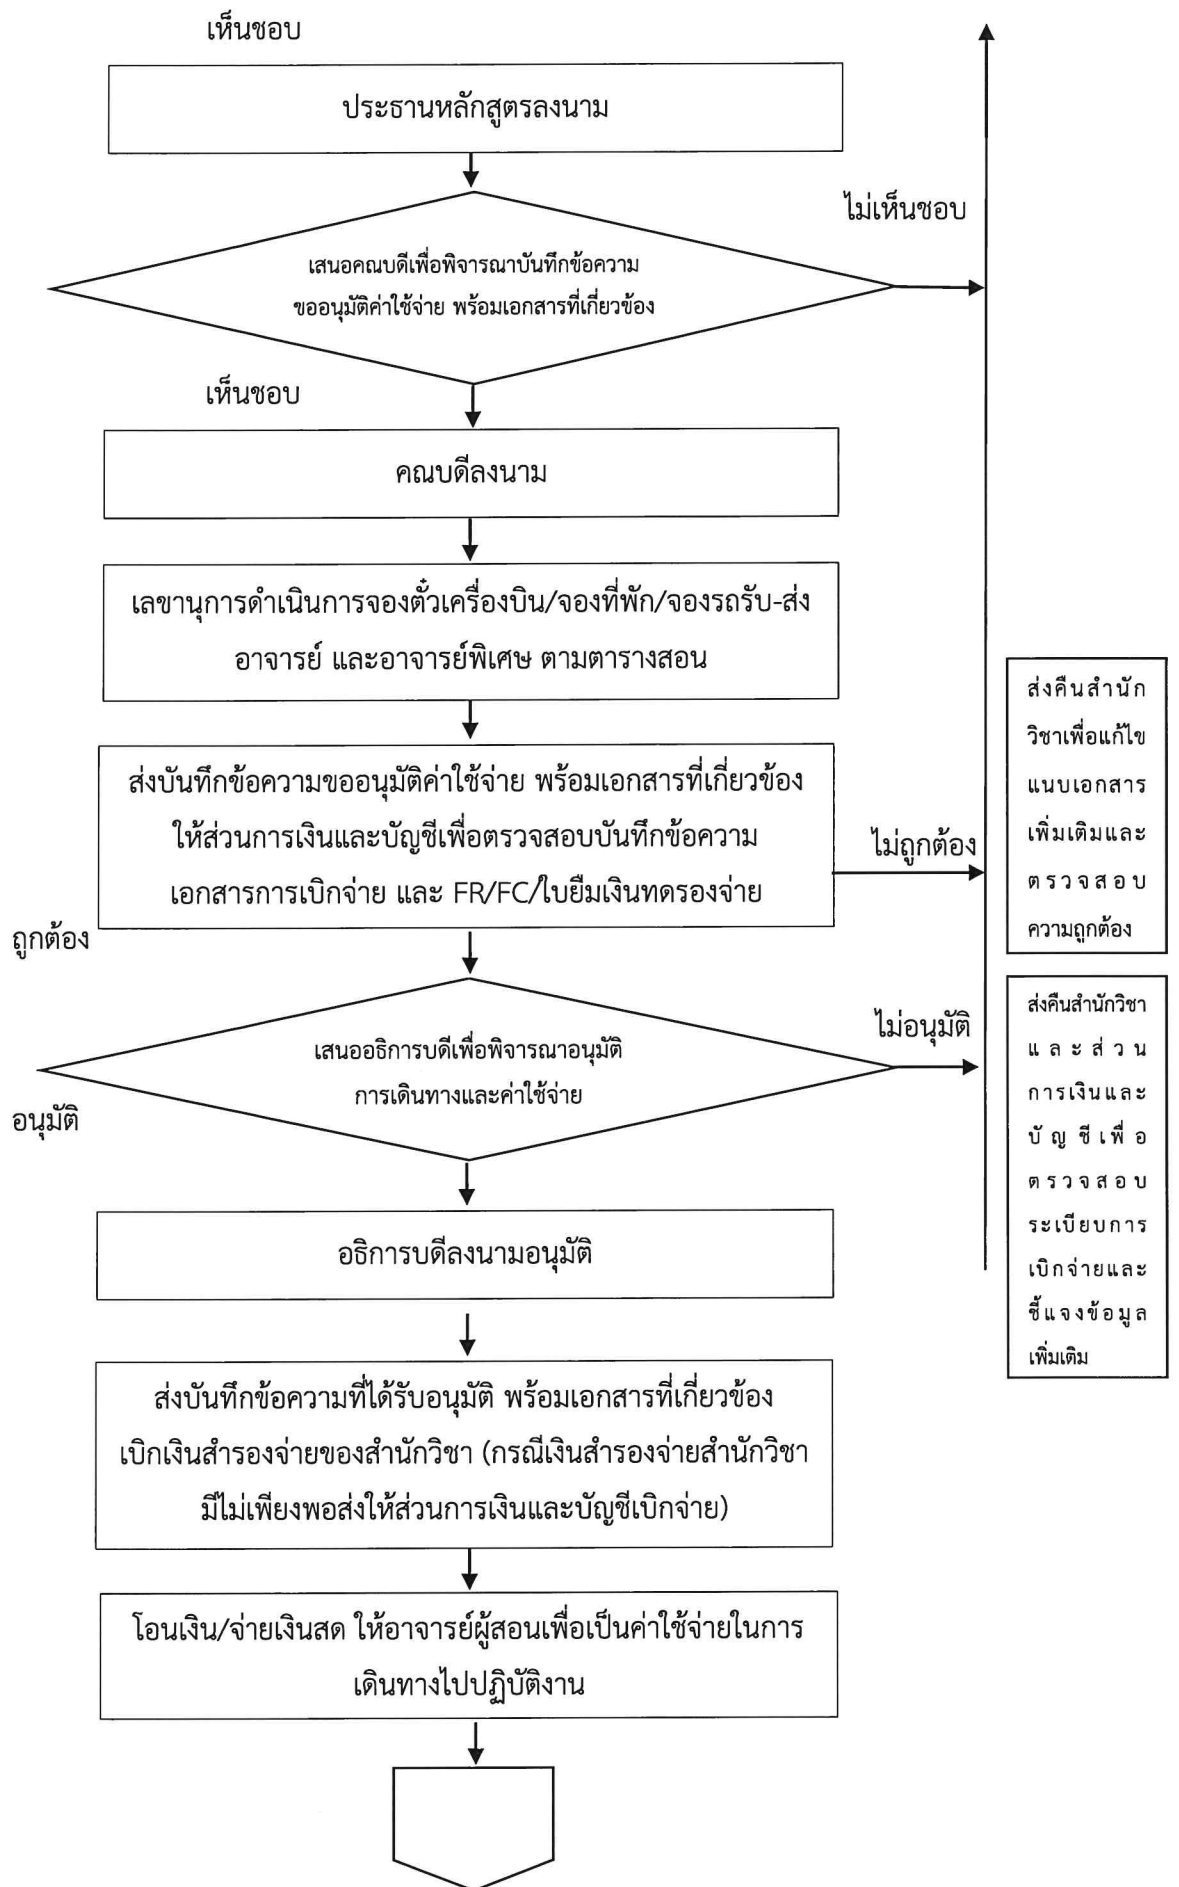 เห็นชอบ
ประธานหลักสูตรลงนาม
ไม่เห็นชอบ
เสนอคณบดีเพื่อพิจารณาบันทึกข้อความ
ขออนุมัติค่าใช้จ่าย พร้อมเอกสารที่เกี่ยวข้อง
เห็นชอบ
คณบดีลงนาม
เลขานุการดำเนินการจองตั๋วเครื่องบิน/จองที่พัก/จองรถรับ-ส่ง
อาจารย์ และอาจารย์พิเศษ ตามตารางสอน
ส่งบันทึกข้อความขออนุมัติค่าใช้จ่าย พร้อมเอกสารที่เกี่ยวข้อง
ให้ส่วนการเงินและบัญชีเพื่อตรวจสอบบันทึกข้อความ
เอกสารการเบิกจ่าย และ FR/FC/ใบยืมเงินทดรองจ่าย
ไม่ถูกต้อง
ส่งคืนสำนัก
วิชาเพื่อแก้ไข
แนบเอกสาร
เพิ่มเติมและ
ตรวจสอบ
ความถูกต้อง
ถูกต้อง
เสนออธิการบดีเพื่อพิจารณาอนุมัติ
การเดินทางและค่าใช้จ่าย
ไม่อนุมัติ
ส่งคืนสำนักวิชา
และส่วน
การเงินและ
บัญชีเพื่อ
ตรวจสอบ
ระเบียบการ
เบิกจ่ายและ
ชี้แจงข้อมูล
เพิ่มเติม
อนุมัติ
อธิการบดีลงนามอนุมัติ
ส่งบันทึกข้อความที่ได้รับอนุมัติ พร้อมเอกสารที่เกี่ยวข้อง
เบิกเงินสำรองจ่ายของสำนักวิชา (กรณีเงินสำรองจ่ายสำนักวิชา
มีไม่เพียงพอส่งให้ส่วนการเงินและบัญชีเบิกจ่าย)
โอนเงิน/จ่ายเงินสด ให้อาจารย์ผู้สอนเพื่อเป็นค่าใช้จ่ายในการ
เดินทางไปปฏิบัติงาน